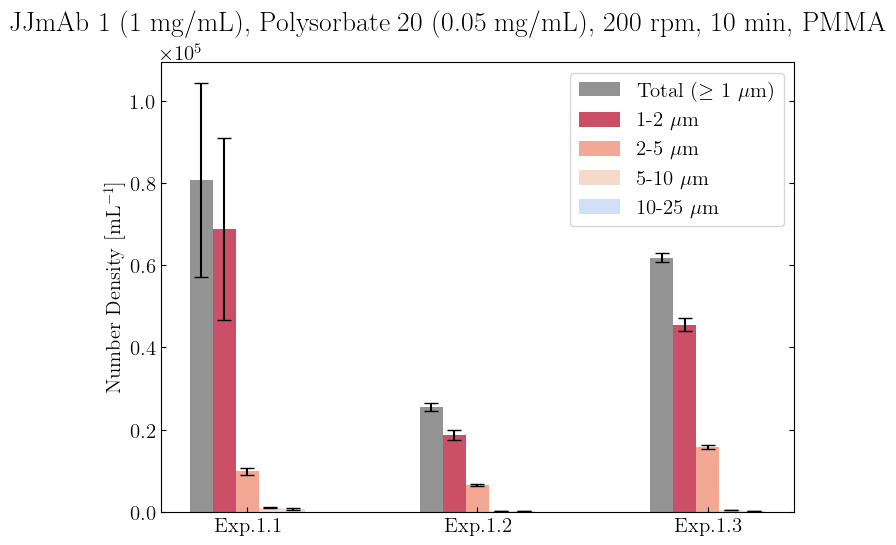 JJmAb 1 (1 mg/mL), Polysorbate 20 (0.05 mg/mL), 200 rpm, 10 min, PMMA
×10⁵
Total (≥ 1 μm)
1-2 μm
2-5 μm
5-10 μm
10-25 μm
Number Density [mL⁻¹]
1.0
0.8
0.6
0.4
0.2
0.0
Exp.1.1 Exp.1.2 Exp.1.3